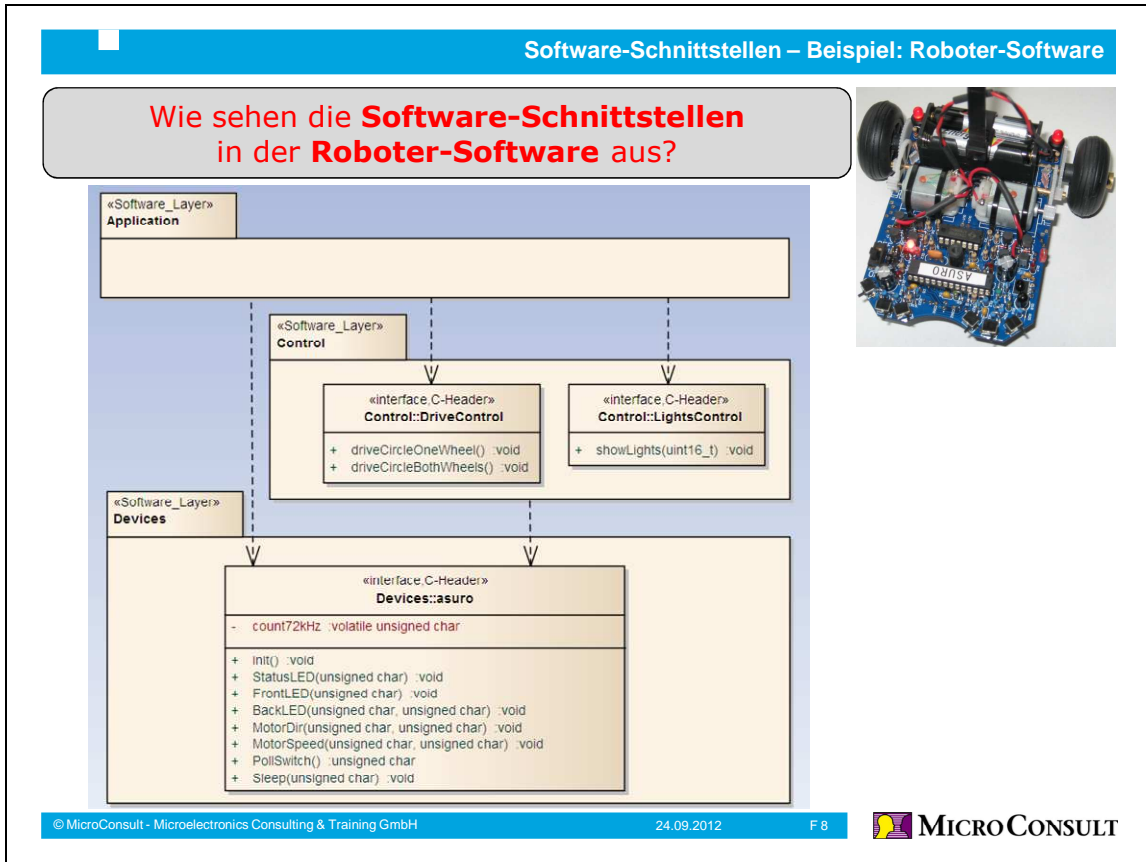 Software-Schnittstellen – Beispiel: Roboter-Software
Wie sehen die Software-Schnittstellen
in der Roboter-Software aus?
«Software_Layer»
Application
«Software_Layer»
Control
«interface,C-Header»
Control::DriveControl
+ driveCircleOneWheel() :void
+ driveCircleBothWheels() :void
«interface,C-Header»
Control::LightsControl
+ showLights(uint16_t) :void
«Software_Layer»
Devices
«interface,C-Header»
Devices::asuro
- count72kHz :volatile unsigned char
+ Init() :void
+ StatusLED(unsigned char) :void
+ FrontLED(unsigned char) :void
+ BackLED(unsigned char, unsigned char) :void
+ MotorDir(unsigned char, unsigned char) :void
+ MotorSpeed(unsigned char, unsigned char) :void
+ PollSwitch() :unsigned char
+ Sleep(unsigned char) :void
ASURO
© MicroConsult - Microelectronics Consulting & Training GmbH
24.09.2012
F 8
MICROCONSULT